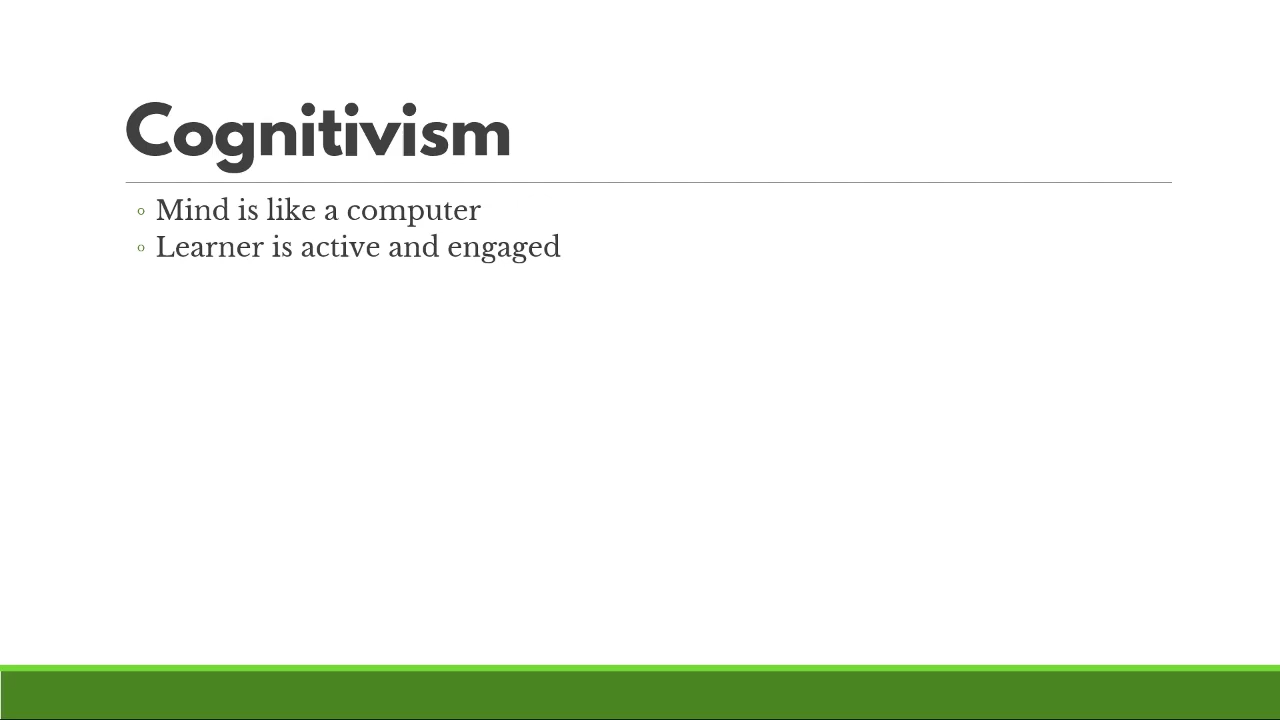 Cognitivism
◦ Mind is like a computer
◦ Learner is active and engaged